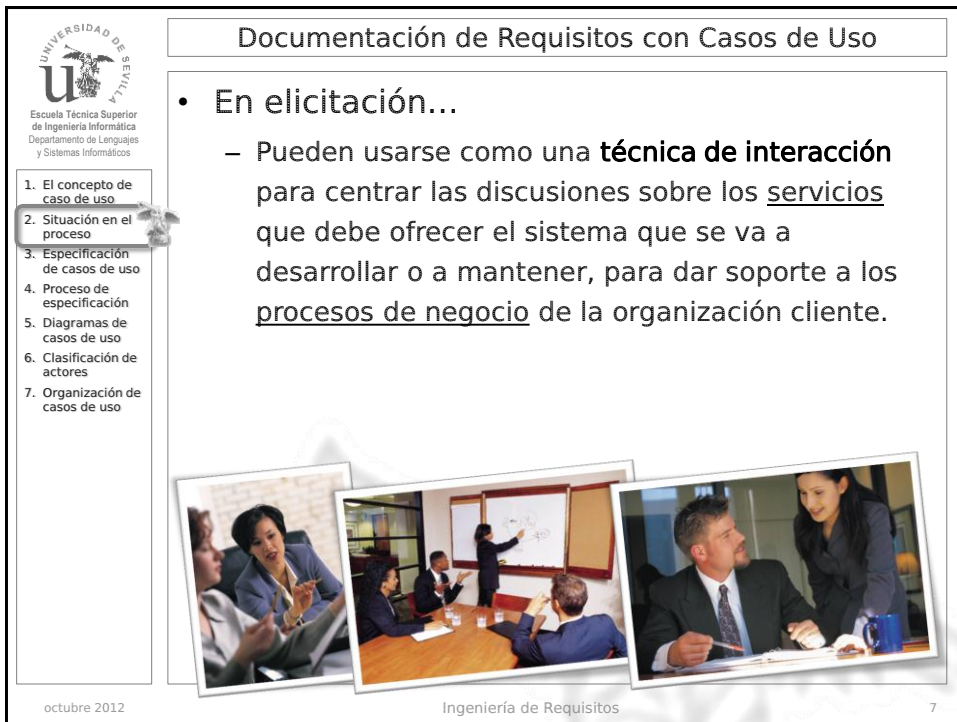 Documentación de Requisitos con Casos de Uso
UNIVERSIDAD DE SEVILLA
Escuela Técnica Superior
de Ingeniería Informática
Departamento de Lenguajes
y Sistemas Informáticos
1. El concepto de
caso de uso
2. Situación en el
proceso
3. Especificación
de casos de uso
4. Proceso de
especificación
5. Diagramas de
casos de uso
6. Clasificación de
actores
7. Organización de
casos de uso
• En elicitación...
– Pueden usarse como una técnica de interacción
para centrar las discusiones sobre los servicios
que debe ofrecer el sistema que se va a
desarrollar o a mantener, para dar soporte a los
procesos de negocio de la organización cliente.
octubre 2012
Ingeniería de Requisitos
7